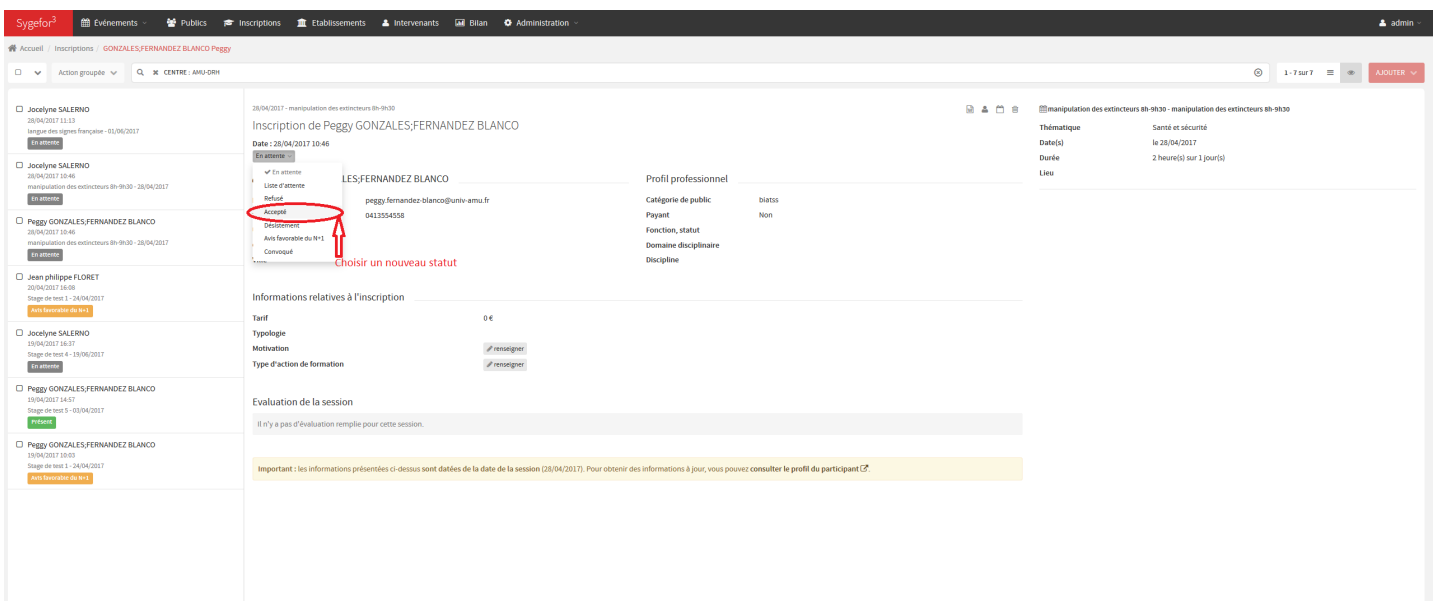 Sygefor3 Événements Publics Inscriptions Etablissements Intervenants Bilan Administration admin
Accueil / Inscriptions / GONZALES;FERNANDEZ BLANCO Peggy
Action groupée CENTRE : AMU-DRH 1 - 7 sur 7 AJOUTER
Jocelyne SALERNO
28/04/2017 11:13
langue des signes française - 01/06/2017
En attente
Jocelyne SALERNO
28/04/2017 10:46
manipulation des extincteurs 8h-9h30 - 28/04/2017
En attente
Peggy GONZALES;FERNANDEZ BLANCO
28/04/2017 10:46
manipulation des extincteurs 8h-9h30 - 28/04/2017
En attente
Jean philippe FLORET
20/04/2017 16:08
Stage de test 1 - 24/04/2017
Avis favorable du N+1
Jocelyne SALERNO
19/04/2017 16:37
Stage de test 4 - 19/06/2017
En attente
Peggy GONZALES;FERNANDEZ BLANCO
19/04/2017 14:57
Stage de test 5 - 03/04/2017
Présent
Peggy GONZALES;FERNANDEZ BLANCO
19/04/2017 10:03
Stage de test 1 - 24/04/2017
Avis favorable du N+1
28/04/2017 - manipulation des extincteurs 8h-9h30
Inscription de Peggy GONZALES;FERNANDEZ BLANCO
Date : 28/04/2017 10:46
En attente
En attente
Liste d'attente
Refusé
Accepté
Désistement
Avis favorable du N+1
Convoqué
LES;FERNANDEZ BLANCO
peggy.fernandez-blanco@univ-amu.fr
0413554558
Choisir un nouveau statut
Profil professionnel
Catégorie de public biatss
Payant Non
Fonction, statut
Domaine disciplinaire
Discipline
Informations relatives à l'inscription
Tarif 0 €
Typologie
Motivation renseigner
Type d'action de formation renseigner
Evaluation de la session
Il n'y a pas d'évaluation remplie pour cette session.
Important : les informations présentées ci-dessus sont datées de la date de la session (28/04/2017). Pour obtenir des informations à jour, vous pouvez consulter le profil du participant .
manipulation des extincteurs 8h-9h30 - manipulation des extincteurs 8h-9h30
Thématique Santé et sécurité
Date(s) le 28/04/2017
Durée 2 heure(s) sur 1 jour(s)
Lieu